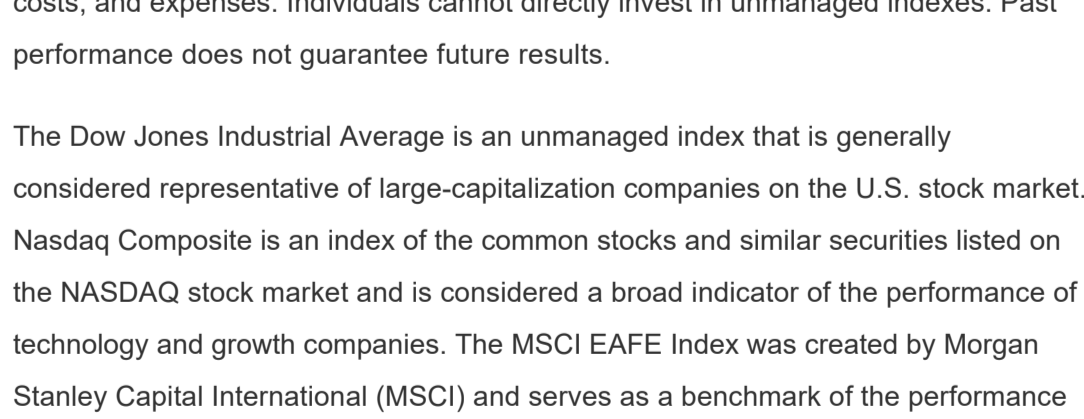 costs, and expenses. Individuals cannot directly invest in unmanaged indexes. Past
performance does not guarantee future results.
The Dow Jones Industrial Average is an unmanaged index that is generally
considered representative of large-capitalization companies on the U.S. stock market.
Nasdaq Composite is an index of the common stocks and similar securities listed on
the NASDAQ stock market and is considered a broad indicator of the performance of
technology and growth companies. The MSCI EAFE Index was created by Morgan
Stanley Capital International (MSCI) and serves as a benchmark of the performance